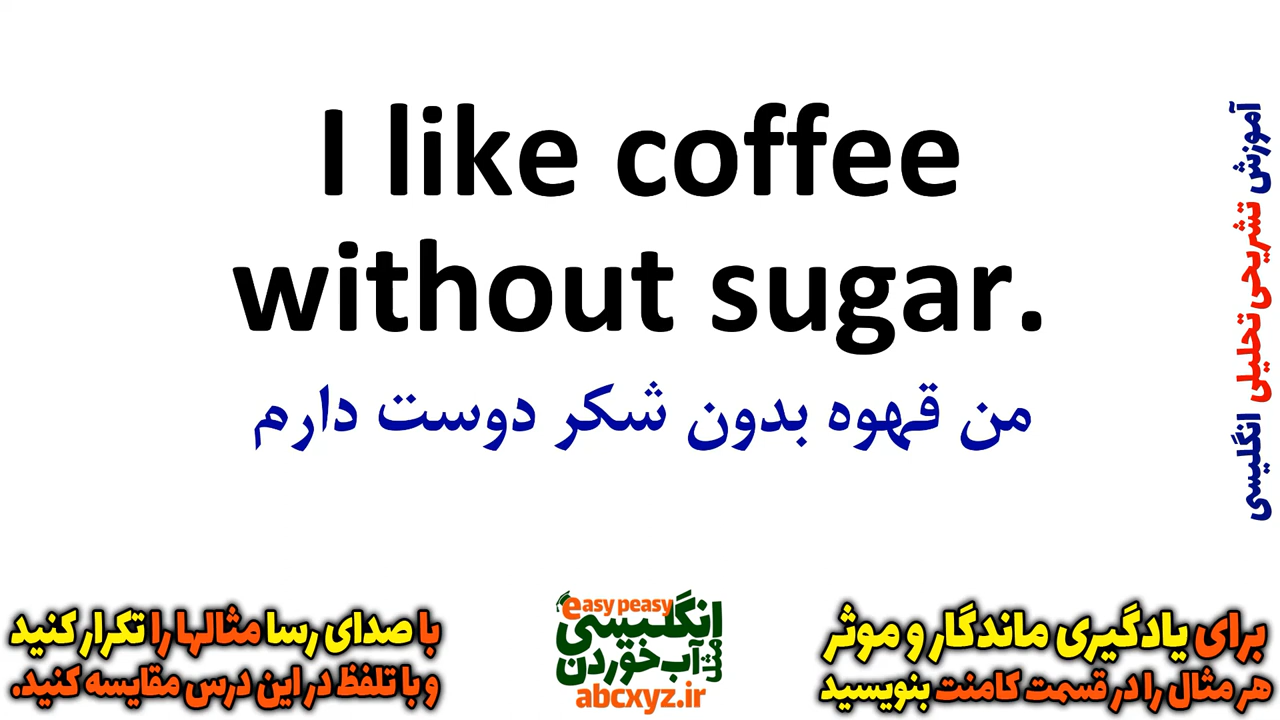 I like coffee
without sugar.
من قهوه بدون شکر دوست دارم
آموزش تشریحی تحلیلی انگلیسی
برای یادگیری ماندگار و موثر
هر مثال را در قسمت کامنت بنویسید
easy peasy
انگلیسی
مثل آب خوردن
abcxyz.ir
با صدای رسا مثالها را تکرار کنید
و با تلفظ در این درس مقایسه کنید.